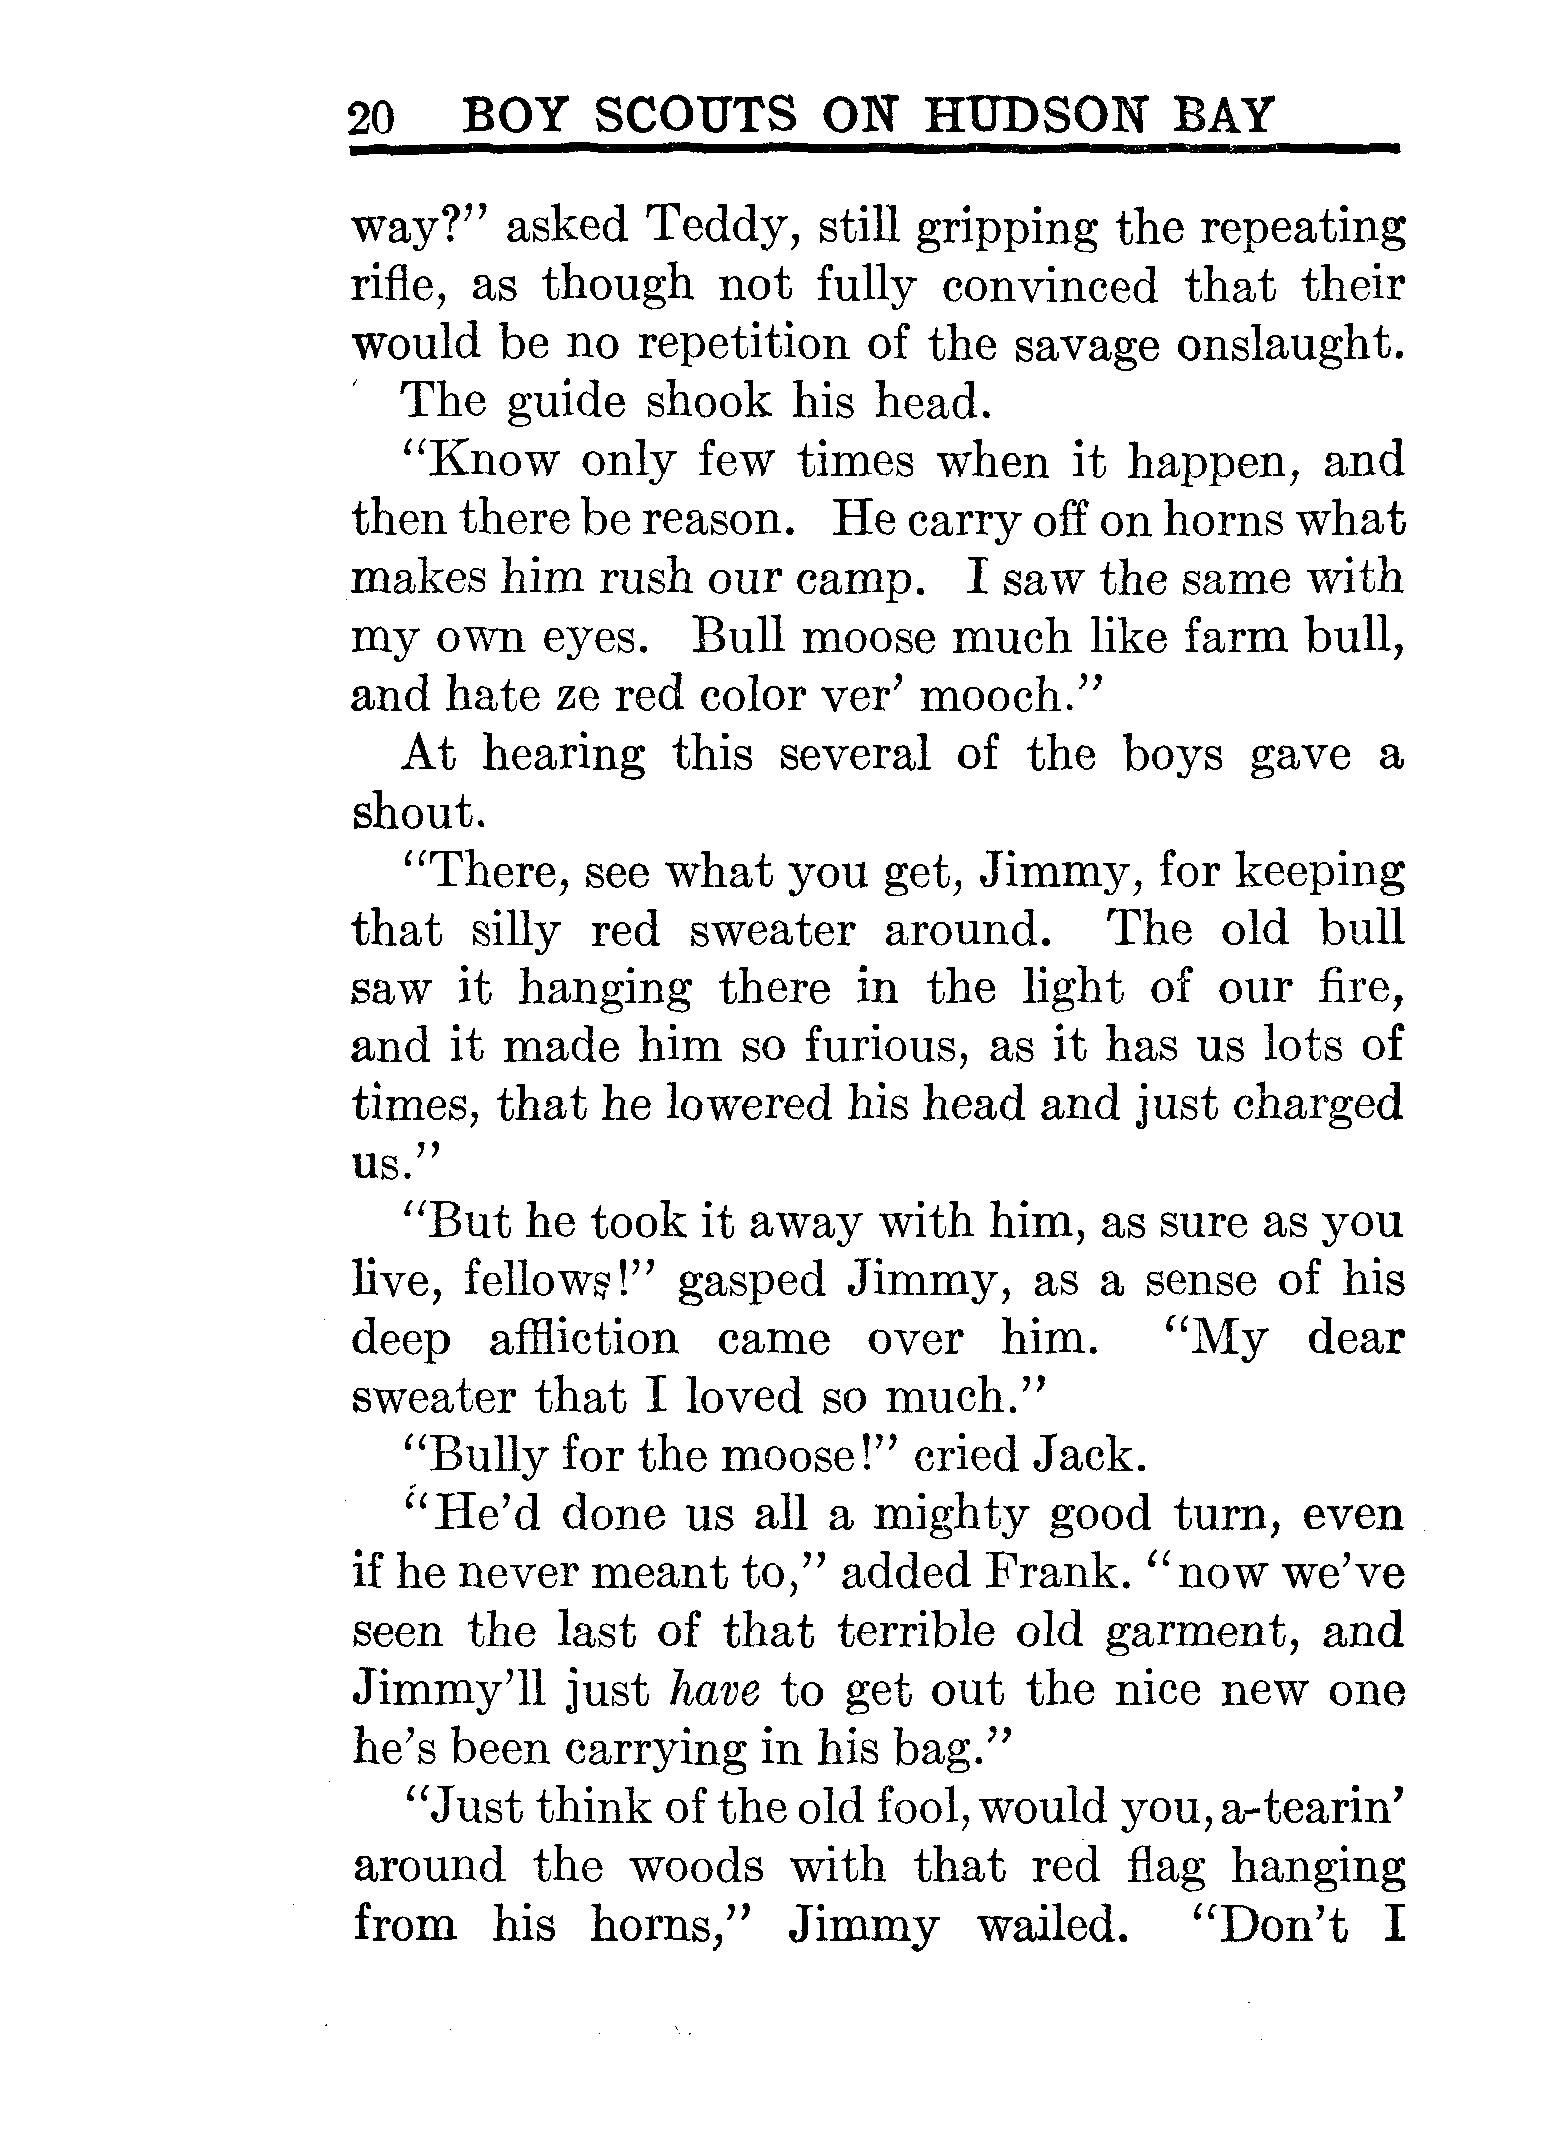 20 BOY SCOUTS ON HUDSON BAY
way?" asked Teddy, still gripping the repeating
rifle, as though not fully convinced that their
would be no repetition of the savage onslaught.
The guide shook his head.
"Know only few times when it happen, and
then there be reason. He carry off on horns what
makes him rush our camp. I saw the same with
my own eyes. Bull moose much like farm bull,
and hate ze red color ver' mooch."
At hearing this several of the boys gave a
shout.
"There, see what you get, Jimmy, for keeping
that silly red sweater around. The old bull
saw it hanging there in the light of our fire,
and it made him so furious, as it has us lots of
times, that he lowered his head and just charged
us."
"But he took it away with him, as sure as you
live, fellows!" gasped Jimmy, as a sense of his
deep affliction came over him. "My dear
sweater that I loved so much."
"Bully for the moose!" cried Jack.
"He'd done us all a mighty good turn, even
if he never meant to," added Frank. "now we've
seen the last of that terrible old garment, and
Jimmy'll just have to get out the nice new one
he's been carrying in his bag."
"Just think of the old fool, would you, a-tearin'
around the woods with that red flag hanging
from his horns," Jimmy wailed. "Don't I